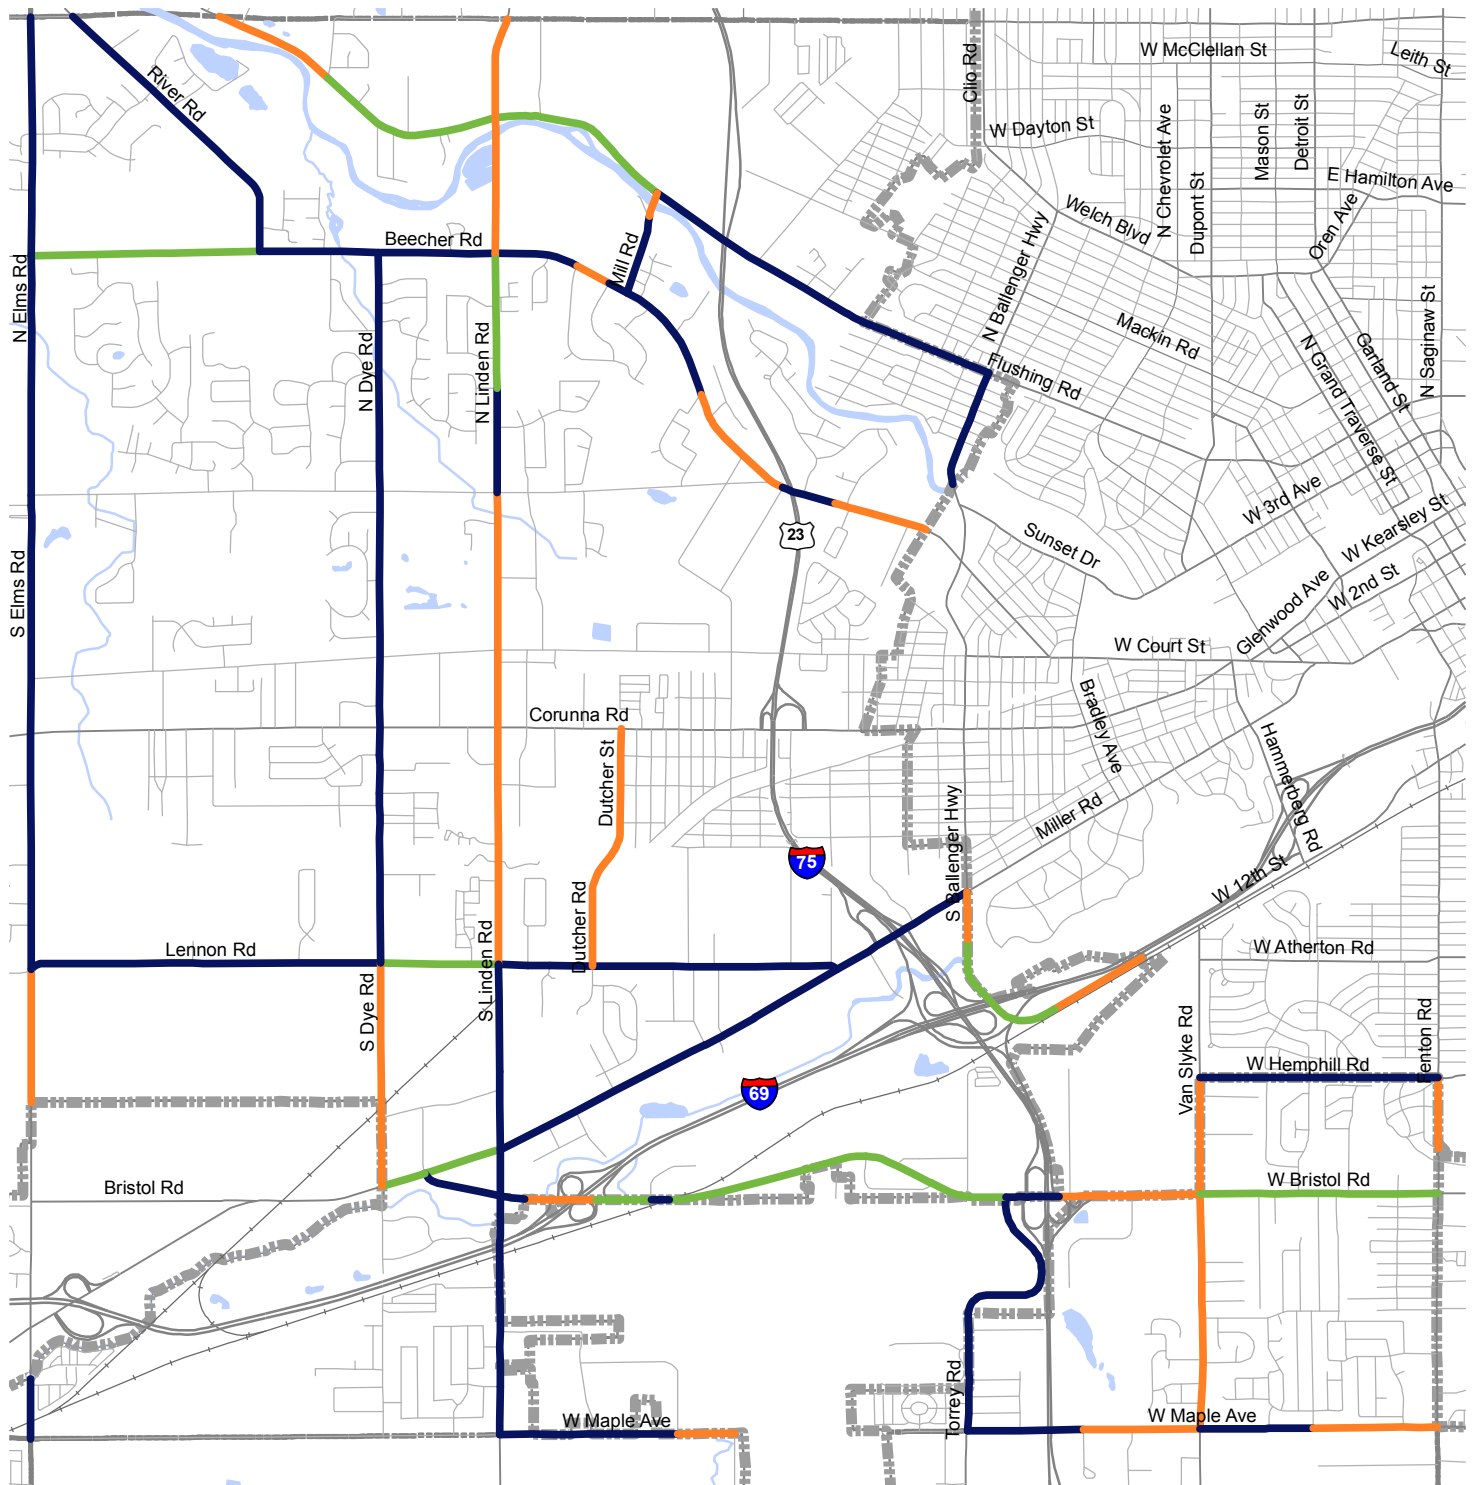 W McClellan St
Leith St
Clio Rd
River Rd
W Dayton St
N Chevrolet Ave
Mason St
Detroit St
E Hamilton Ave
Dupont St
Welch Blvd
Oren Ave
Beecher Rd
Mill Rd
N Ballenger Hwy
N Elms Rd
N Dye Rd
N Linden Rd
Mackin Rd
Flushing Rd
N Grand Traverse St
Garland St
N Saginaw St
W 3rd Ave
W Kearsley St
23
Sunset Dr
S Elms Rd
Glenwood Ave
W 2nd St
W Court St
Bradley Ave
Corunna Rd
Dutcher St
Hammerberg Rd
Miller Rd
S Ballenger Hwy
75
W 12th St
Lennon Rd
S Linden Rd
Dutcher Rd
W Atherton Rd
S Dye Rd
Van Slyke Rd
Fenton Rd
W Hemphill Rd
69
Bristol Rd
W Bristol Rd
Torrey Rd
W Maple Ave
W Maple Ave